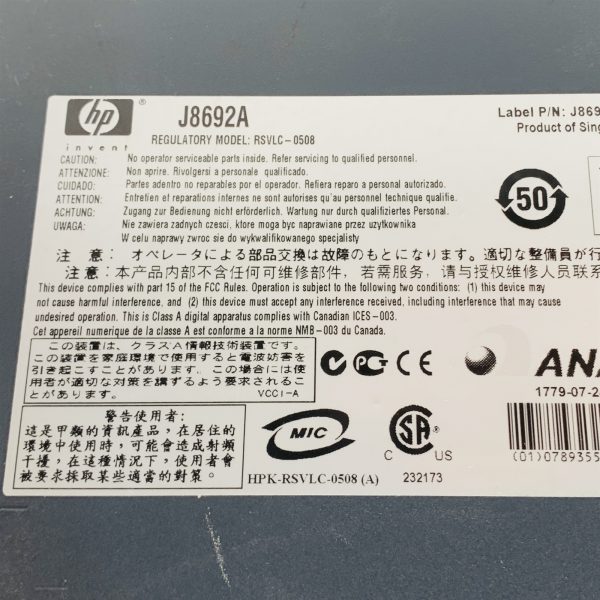 hp
®
invent
J8692A
REGULATORY MODEL: RSVLC-0508
Label P/N: J869
Product of Sing
CAUTION: No operator serviceable parts inside. Refer servicing to qualified personnel.
ATTENZIONE: Non aprire. Rivolgersi a personale qualificado.
CUIDADO: Partes adentro no reparables por el operador. Refiera reparo a personal autorizado.
ATTENTION: Entretien et reparations internes ne sont autorisées qu'au personnel technique qualifie.
ACHTUNG: Zugang zur Bedienung nicht erforderlich. Wartung nur durch qualifiziertes Personnel.
UWAGA: Nie zawiera zadnych czesci, ktore moga byc naprawiane przez uzytkownika
W celu naprawy zwroc sie do wykwalifikowanego specjalisty
50
注 意: オペレータによる部品交換は故障のもとになります。適切な整備員が行
注意:本产品内部不含任何可维修部件,若需服务,请与授权维修人员联系
This device complies with part 15 of the FCC Rules. Operation is subject to the following two conditions: (1) this device may
not cause harmful interference, and (2) this device must accept any interference received, including interference that may cause
undesired operation. This is Class A digital apparatus complies with Canadian ICES-003.
Cet appareil numerique de la classe A est conforme a la norme NMB-003 du Canada.
この装置は、クラスA情報技術装置です。
この装置を家庭環境で使用すると電波妨害を
引き起こすことがあります。この場合には使
用者が適切な対策を講ずるよう要求されるこ
とがあります。 VCCI-A
N
PG
CE
ANA
1779-07-2
(01)0789355
警告使用者:
這是甲類的資訊產品,在居住的
環境中使用時,可能會造成射頻
干擾,在這種情況下,使用者會
被要求採取某些適當的對策。
MIC
HPK-RSVLC-0508 (A)
SA
C US
232173